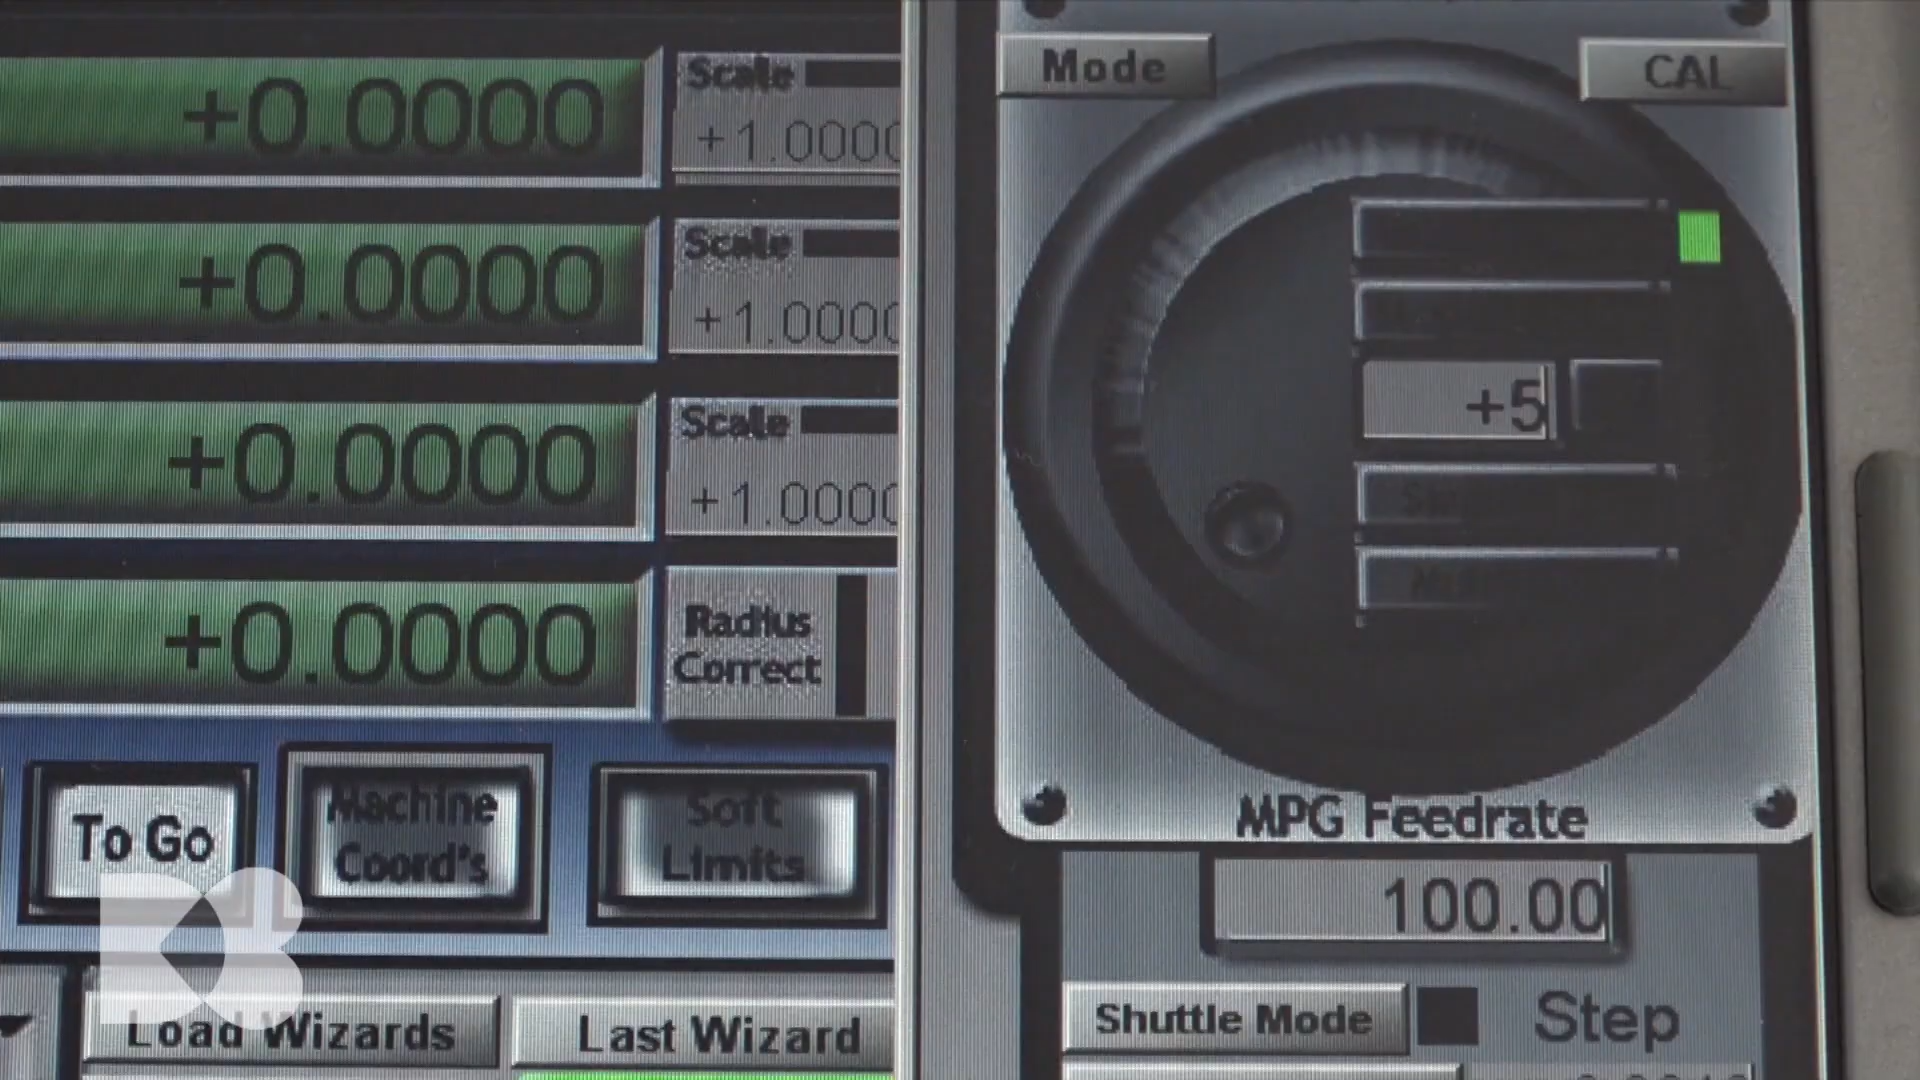 +0.0000
Scale
+1.0000
+0.0000
Scale
+1.0000
+0.0000
Scale
+1.0000
+0.0000
Radius
Correct
To Go
Machine
Coord's
Soft
Limits
Load Wizards
Last Wizard
Mode
CAL
+5
MPG Feedrate
100.00
Shuttle Mode
Step